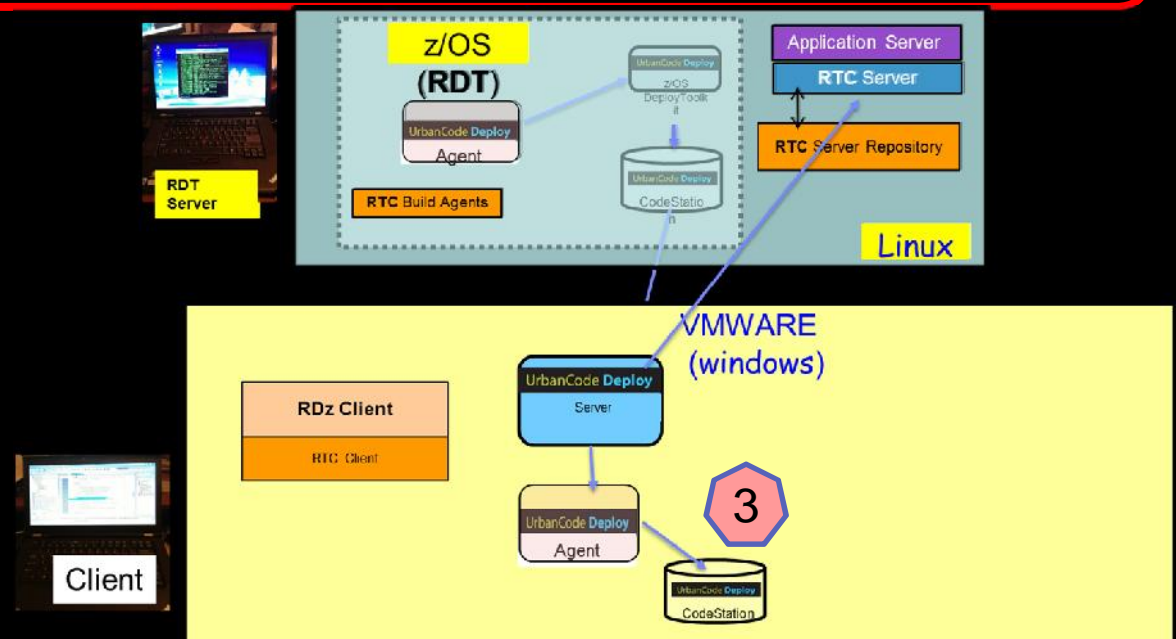 z/OS
(RDT)
UrbanCode Deploy
Agent
RTC Build Agents
UrbanCode Deploy
z/OS
DeployToolk
it
UrbanCode Deploy
CodeStatio
n
Application Server
RTC Server
RTC Server Repository
Linux
RDT
Server
VMWARE
(windows)
RDz Client
RTC Client
UrbanCode Deploy
Server
UrbanCode Deploy
Agent
3
UrbanCode Deploy
CodeStation
Client